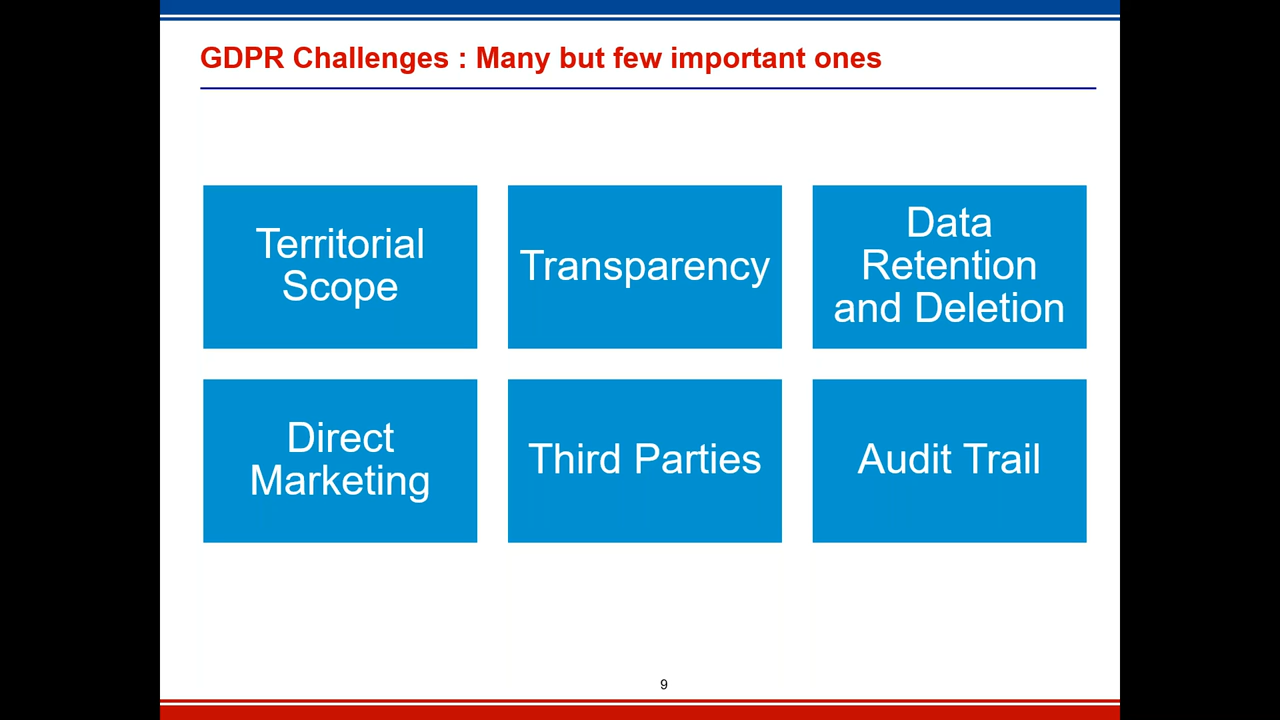 GDPR Challenges : Many but few important ones
Territorial
Scope
Transparency
Data
Retention
and Deletion
Direct
Marketing
Third Parties
Audit Trail
9